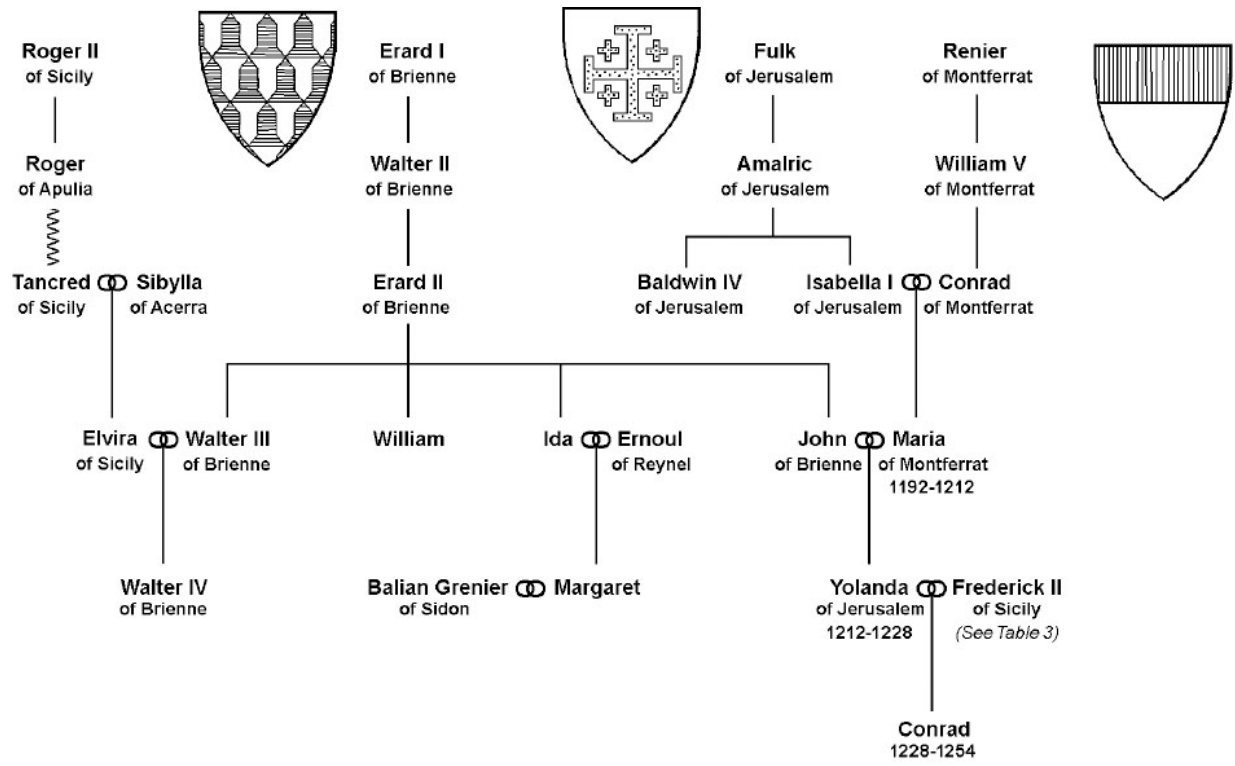 Roger II
of Sicily
Erard I
of Brienne
Fulk
of Jerusalem
Renier
of Montferrat
Roger
of Apulia
Walter II
of Brienne
Amalric
of Jerusalem
William V
of Montferrat
Tancred
of Sicily
Sibylla
of Acerra
Erard II
of Brienne
Baldwin IV
of Jerusalem
Isabella I
of Jerusalem
Conrad
of Montferrat
Elvira
of Sicily
Walter III
of Brienne
William
Ida
Ernoul
of Reynel
John
of Brienne
Maria
of Montferrat
1192-1212
Walter IV
of Brienne
Balian Grenier
of Sidon
Margaret
Yolanda
of Jerusalem
1212-1228
Frederick II
of Sicily
(See Table 3)
Conrad
1228-1254